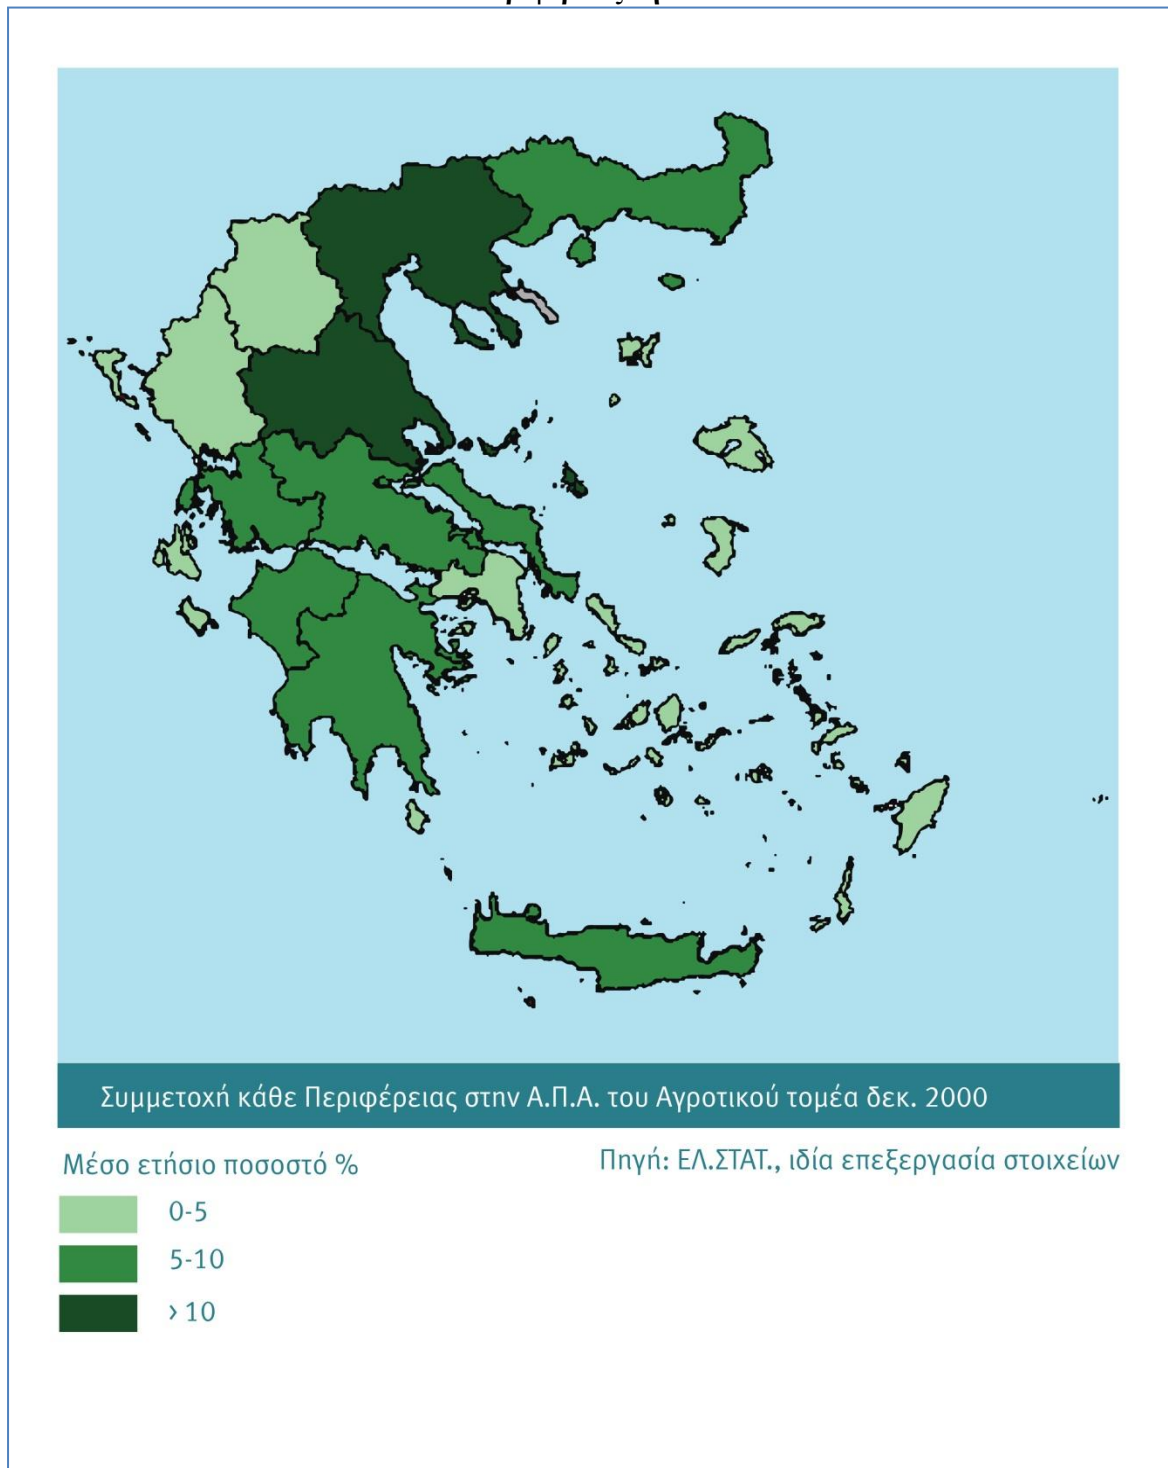 Συμμετοχή κάθε Περιφέρειας στην Α.Π.Α. του Αγροτικού τομέα δεκ. 2000
Μέσο ετήσιο ποσοστό %
Πηγή: ΕΛ.ΣΤΑΤ., ιδία επεξεργασία στοιχείων
0-5
5-10
> 10